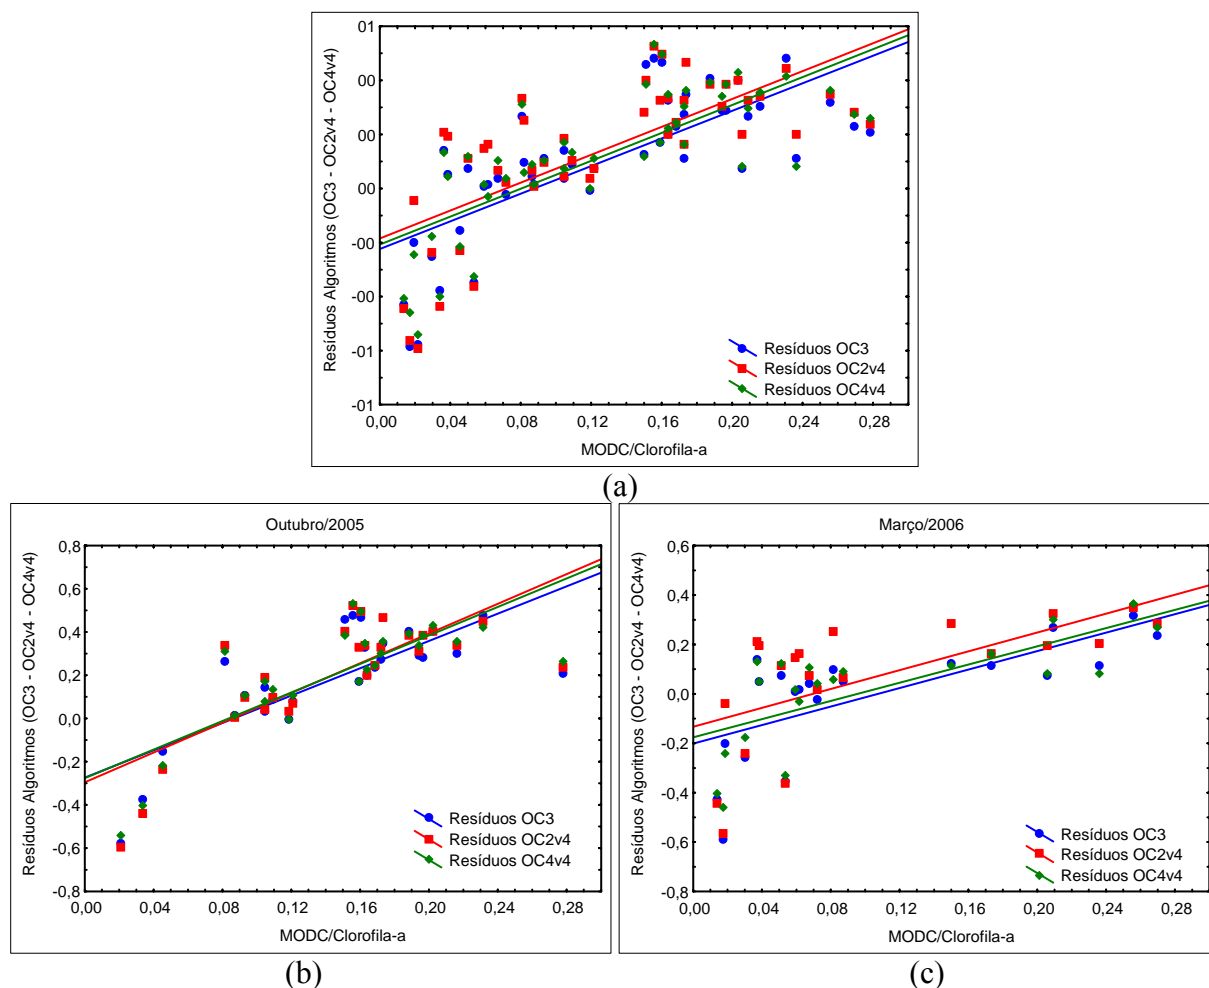 Resíduos Algoritmos (OC3 - OC2v4 - OC4v4)
01
00
00
00
-00
-00
-01
-01
Resíduos OC3
Resíduos OC2v4
Resíduos OC4v4
0,00 0,04 0,08 0,12 0,16 0,20 0,24 0,28
MODC/Clorofila-a
(a)
Outubro/2005
Resíduos Algoritmos (OC3 - OC2v4 - OC4v4)
0,8
0,6
0,4
0,2
0,0
-0,2
-0,4
-0,6
-0,8
Resíduos OC3
Resíduos OC2v4
Resíduos OC4v4
0,00 0,04 0,08 0,12 0,16 0,20 0,24 0,28
MODC/Clorofila-a
(b)
Março/2006
Resíduos Algoritmos (OC3 - OC2v4 - OC4v4)
0,6
0,4
0,2
0,0
-0,2
-0,4
-0,6
-0,8
Resíduos OC3
Resíduos OC2v4
Resíduos OC4v4
0,00 0,04 0,08 0,12 0,16 0,20 0,24 0,28
MODC/Clorofila-a
(c)